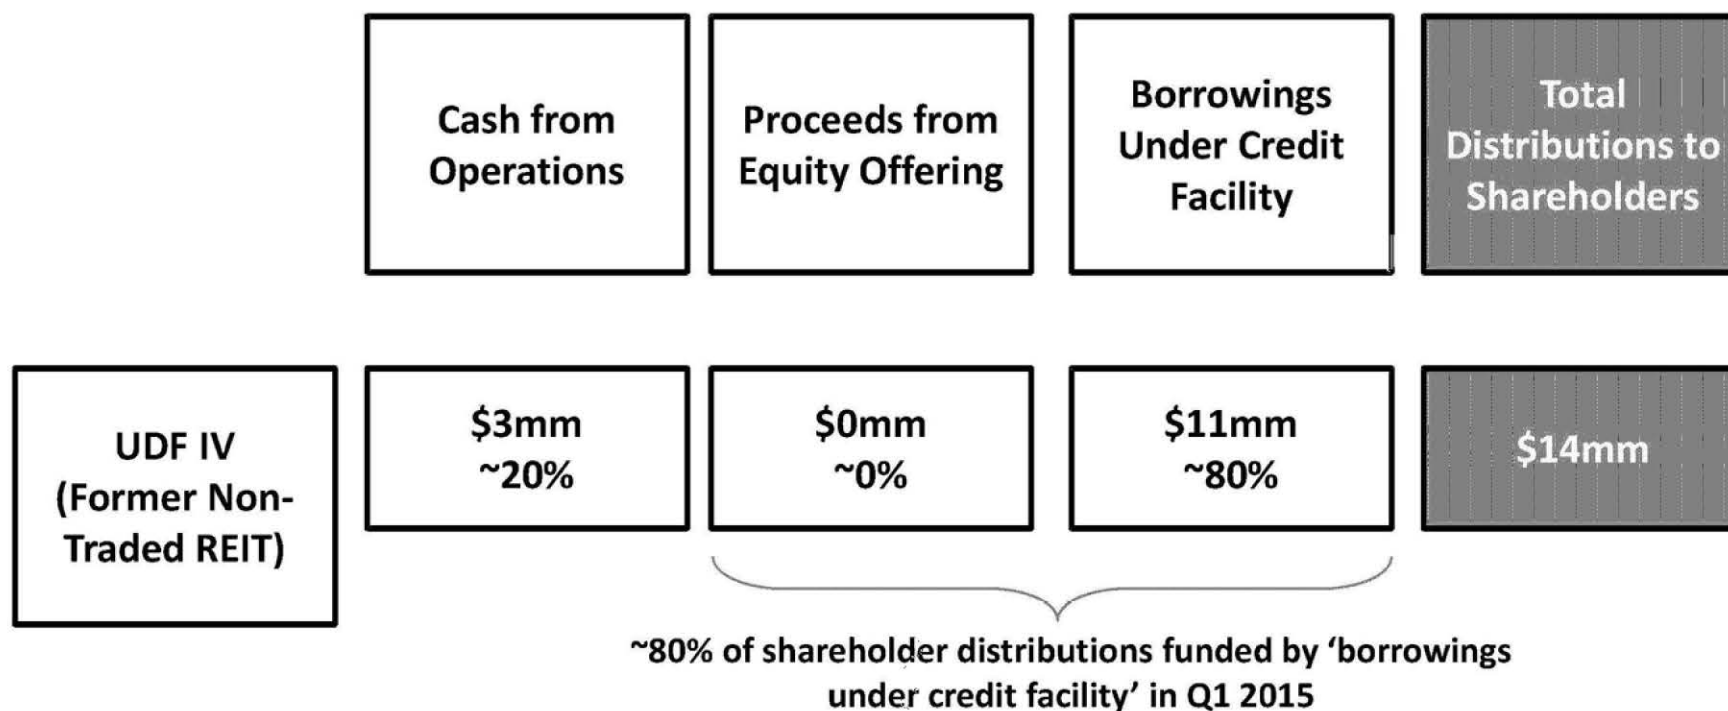 Cash from
Operations
Proceeds from
Equity Offering
Borrowings
Under Credit
Facility
Total
Distributions to
Shareholders
UDF IV
(Former Non-
Traded REIT)
$3mm
~20%
$0mm
~0%
$11mm
~80%
$14mm
~80% of shareholder distributions funded by ‘borrowings
under credit facility’ in Q1 2015